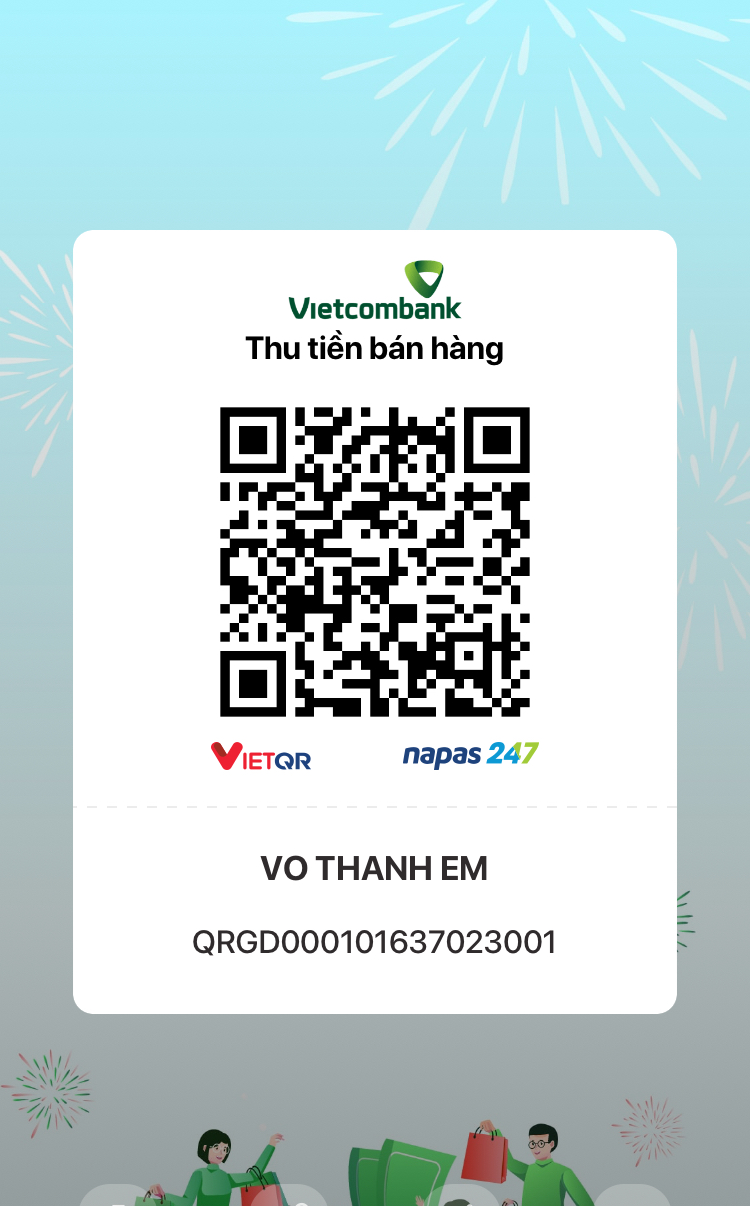 Vietcombank
Thu tiền bán hàng
VIETQR
napas 247
VO THANH EM
QRGD000101637023001